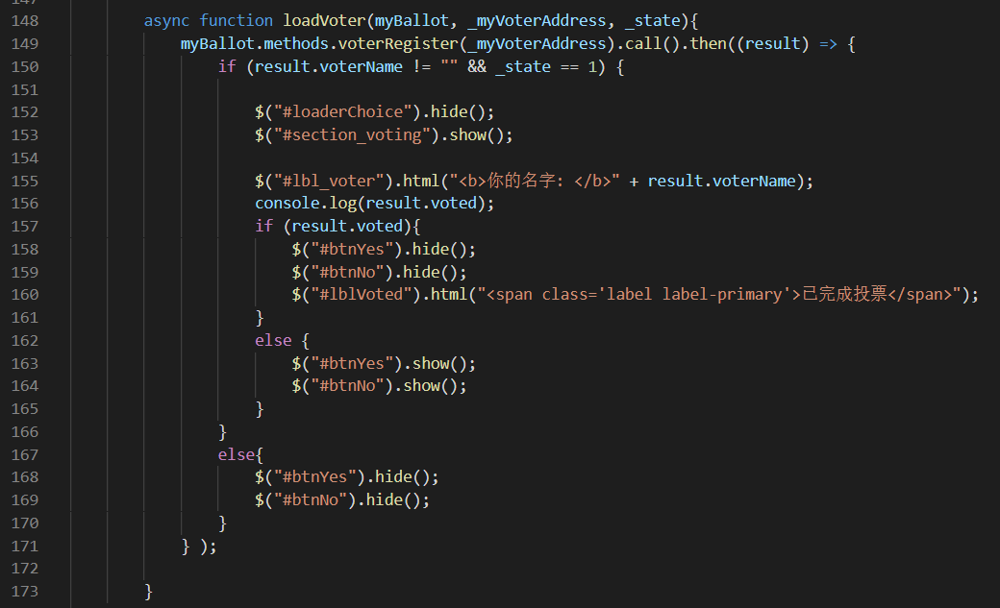 148 async function loadVoter(myBallot, _myVoterAddress, _state){
149 myBallot.methods.voterRegister(_myVoterAddress).call().then((result) => {
150 if (result.voterName != "" && _state == 1) {
151
152 $("#loaderChoice").hide();
153 $("#section_voting").show();
154
155 $("#lbl_voter").html("<b>你的名字: </b>" + result.voterName);
156 console.log(result.voted);
157 if (result.voted){
158 $("#btnYes").hide();
159 $("#btnNo").hide();
160 $("#lblVoted").html("<span class='label label-primary'>已完成投票</span>");
161 }
162 else {
163 $("#btnYes").show();
164 $("#btnNo").show();
165 }
166 }
167 else{
168 $("#btnYes").hide();
169 $("#btnNo").hide();
170 }
171 } );
172
173 }